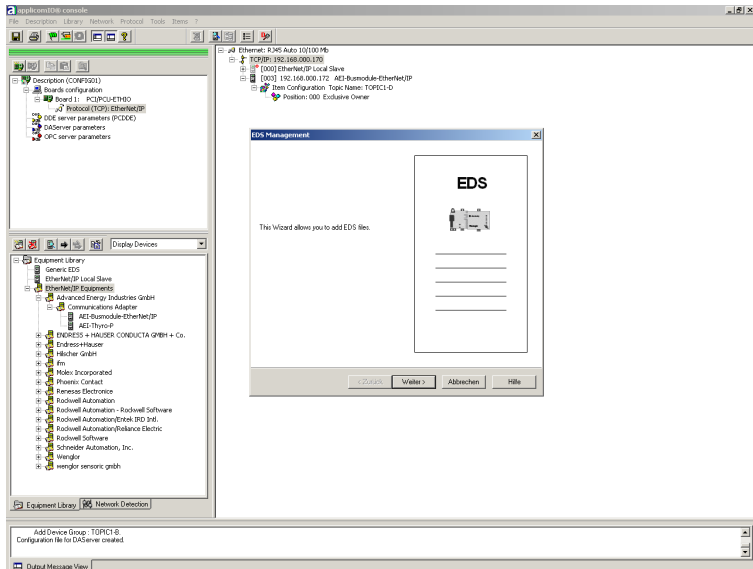 applicomIO® console
File Description Library Network Protocol Tools Items ?
Description (CONFIG01)
Boards configuration
Board 1: PCI/PCU-ETHIO
Protocol (TCP): EtherNet/IP
DDE server parameters (PCDDE)
DAServer parameters
OPC server parameters
Display Devices
Equipment Library
Generic EDS
EtherNet/IP Local Slave
EtherNet/IP Equipments
Advanced Energy Industries GmbH
Communications Adapter
AEI-Busmodule-EtherNet/IP
AEI-Thyro-P
ENDRESS + HAUSER CONDUCTA GMBH + Co.
Endress+Hauser
Hilscher GmbH
ifm
Molex Incorporated
Phoenix Contact
Renesas Electronice
Rockwell Automation
Rockwell Automation - Rockwell Software
Rockwell Automation/Entek IRD Intl.
Rockwell Automation/Reliance Electric
Rockwell Software
Schneider Automation, Inc.
Wenglor
wenglor sensoric gmbh
Equipment Library
Network Detection
Ethernet: RJ45 Auto 10/100 Mb
TCP/IP: 192.168.000.170
[000] EtherNet/IP Local Slave
[003] 192.168.000.172 AEI-Busmodule-EtherNet/IP
Item Configuration Topic Name: TOPIC1-D
Position: 000 Exclusive Owner
EDS Management
This Wizard allows you to add EDS files.
EDS
< Zurück
Weiter >
Abbrechen
Hilfe
Add Device Group : TOPIC1-B.
Configuration file for DAServer created.
Output Message View